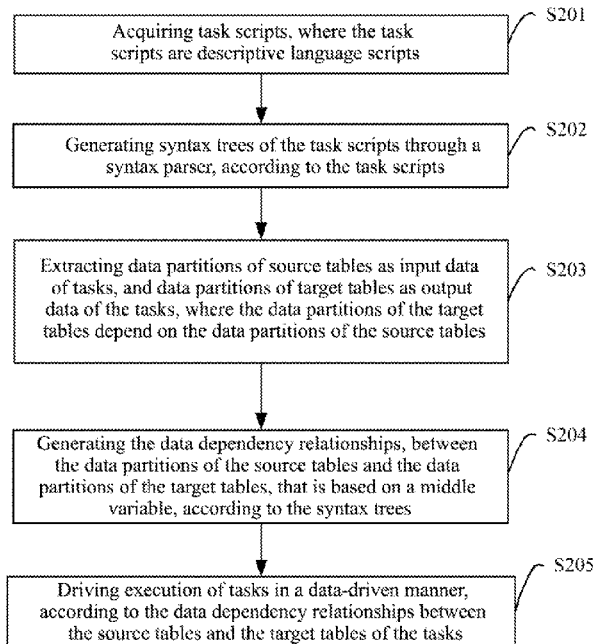 S201
Acquiring task scripts, where the task
scripts are descriptive language scripts
S202
Generating syntax trees of the task scripts through a
syntax parser, according to the task scripts
S203
Extracting data partitions of source tables as input data
of tasks, and data partitions of target tables as output
data of the tasks, where the data partitions of the target
tables depend on the data partitions of the source tables
S204
Generating the data dependency relationships, between
the data partitions of the source tables and the data
partitions of the target tables, that is based on a middle
variable, according to the syntax trees
S205
Driving execution of tasks in a data-driven manner,
according to the data dependency relationships between
the source tables and the target tables of the tasks